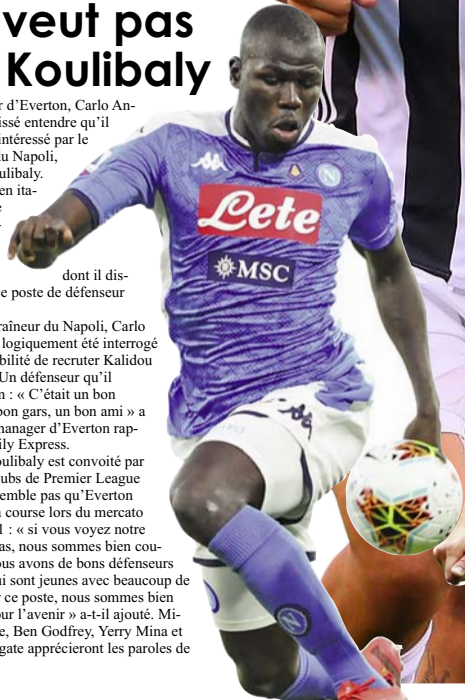 veut pas
Koulibaly
r d’Everton, Carlo An-
issé entendre qu’il
intéressé par le
du Napoli,
ulibaly.
en ita-
e
dont il dis-
ce poste de défenseur
raîneur du Napoli, Carlo
logiquement été interrogé
bilité de recruter Kalidou
Un défenseur qu’il
n : « C’était un bon
bon gars, un bon ami » a
manager d’Everton rap-
ily Express.
oulibaly est convoité par
lubs de Premier League
emble pas qu’Everton
a course lors du mercato
1 : « si vous voyez notre
as, nous sommes bien cou-
ous avons de bons défenseurs
ui sont jeunes avec beaucoup de
r ce poste, nous sommes bien
our l’avenir » a-t-il ajouté. Mi-
e, Ben Godfrey, Yerry Mina et
gate apprécieront les paroles de
Kappa
N
Lete
MSC